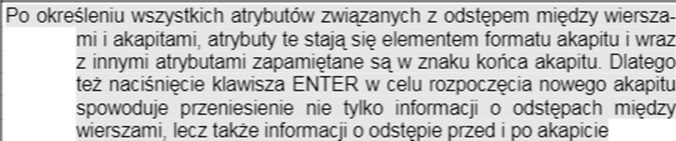 Po określeniu wszystkich atrybutów związanych z odstępem między wiersza-
mi i akapitami, atrybuty te stają się elementem formatu akapitu i wraz
z innymi atrybutami zapamiętane są w znaku końca akapitu. Dlatego
też naciśnięcie klawisza ENTER w celu rozpoczęcia nowego akapitu
spowoduje przeniesienie nie tylko informacji o odstępach między
wierszami, lecz także informacji o odstępie przed i po akapicie